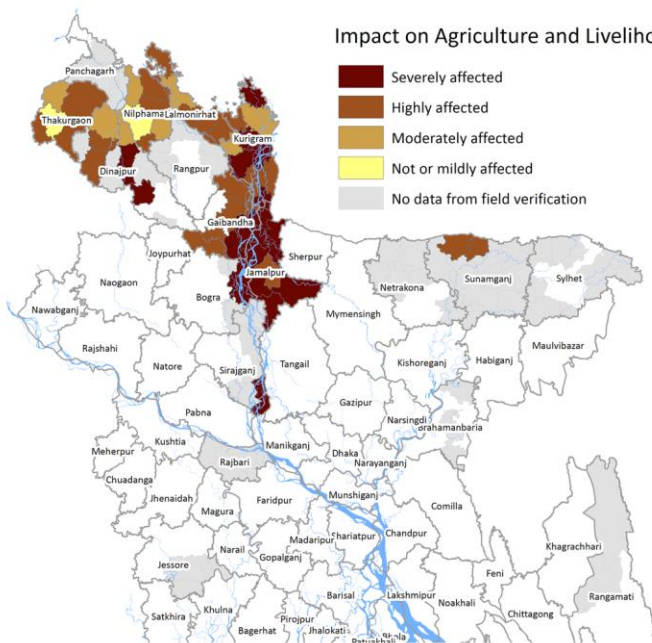 Impact on Agriculture and Liveliho
Severely affected
Highly affected
Moderately affected
Not or mildly affected
No data from field verification
Panchagarh
Thakurgaon
Nilphama
Lalmonirhat
Kurigram
Dinajpur
Rangpur
Gaibandha
Joypurhat
Sherpur
Jamalpur
Naogaon
Bogra
Netrakona
Sunamganj
Sylhet
Nawabganj
Mymensingh
Rajshahi
Natore
Sirajganj
Tangail
Kishoreganj
Habiganj
Maulvibazar
Pabna
Gazipur
Narsingdi
Brahamanbaria
Kushtia
Manikganj
Dhaka
Meherpur
Rajbari
Narayanganj
Chuadanga
Jhenaidah
Faridpur
Munshiganj
Comilla
Magura
Khagrachhari
Madaripur
Shariatpur
Chandpur
Narail
Gopalganj
Jessore
Feni
Rangamati
Satkhira
Khulna
Barisal
Lakshmipur
Noakhali
Chittagong
Bagerhat
Pirojpur
Jhalokati
Patuakhali
Bhola